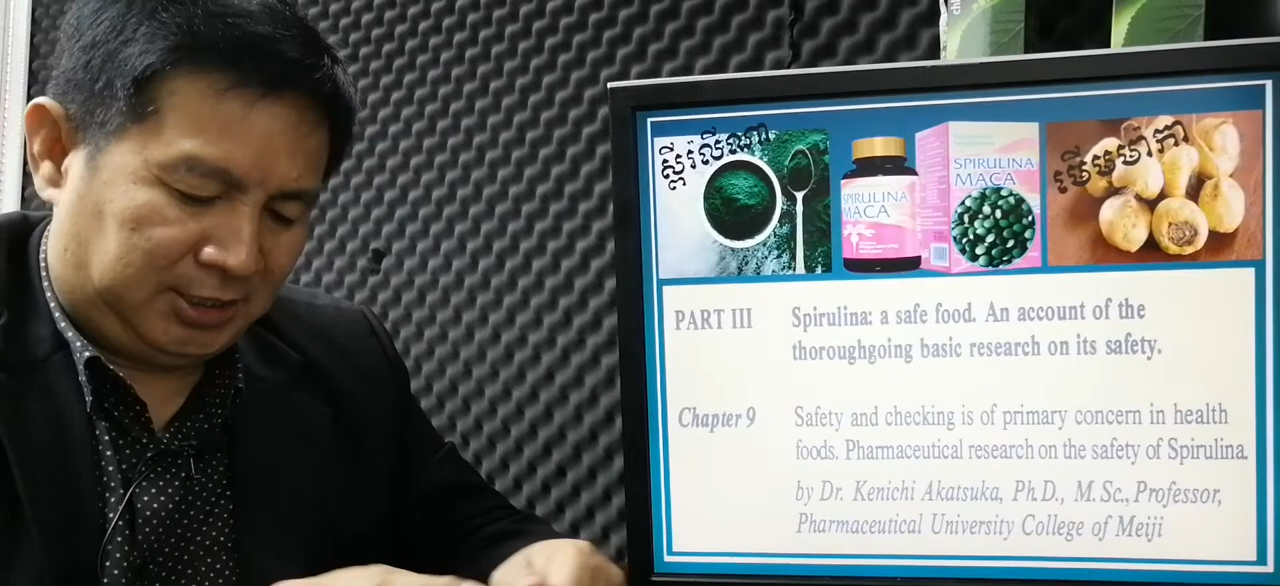 ស្ពីរ៉ូលីណា
SPIRULINA
MACA
SPIRULINA
MACA
មើមម៉ាកា
PART III
Spirulina: a safe food. An account of the
thoroughgoing basic research on its safety.
Chapter 9
Safety and checking is of primary concern in health
foods. Pharmaceutical research on the safety of Spirulina.
by Dr. Kenichi Akatsuka, Ph.D., M.Sc., Professor,
Pharmaceutical University College of Meiji